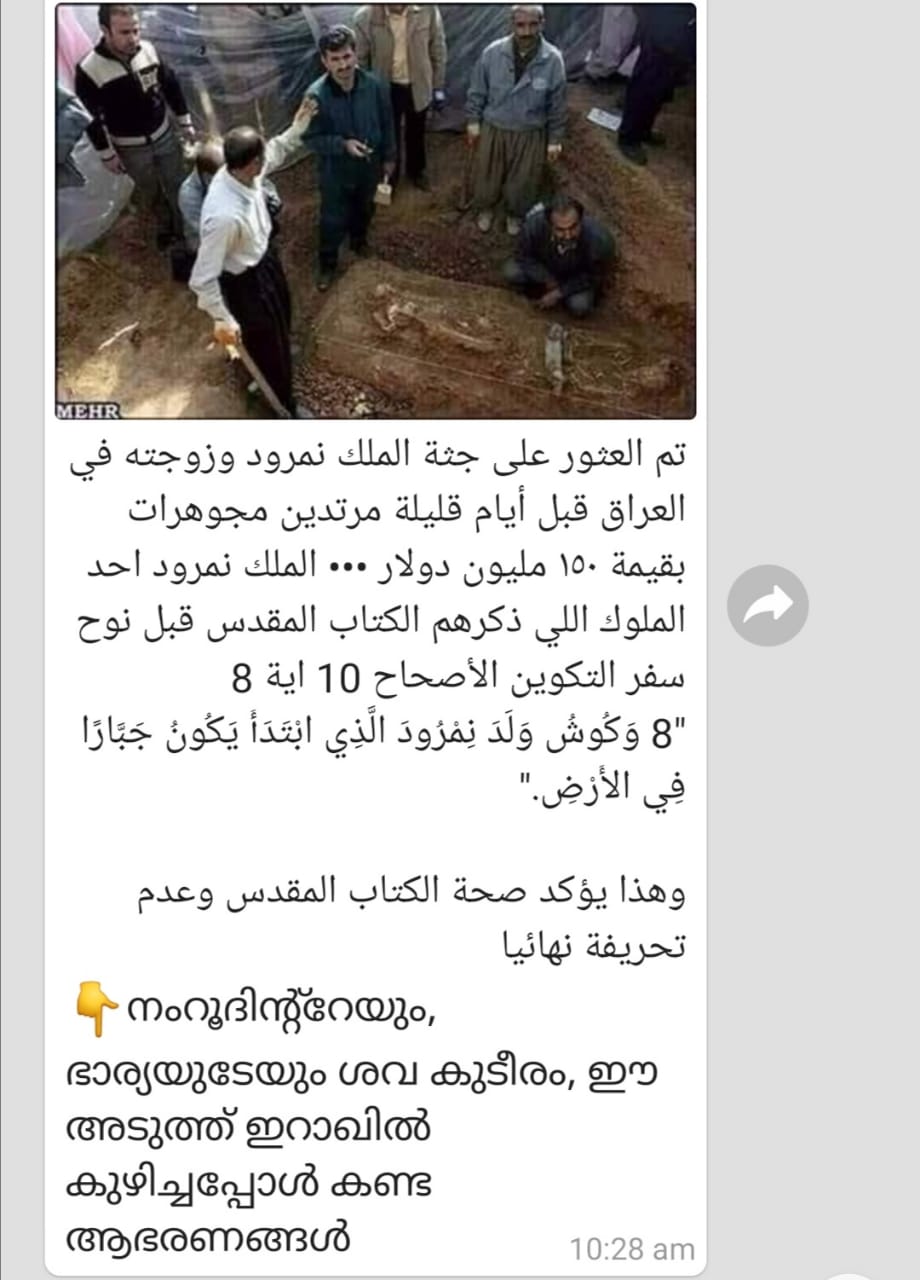 MEHR
تم العثور على جثة الملك نمرود وزوجته في
العراق قبل أيام قليلة مرتدين مجوهرات
بقيمة ١٥٠ مليون دولار ••• الملك نمرود احد
الملوك اللي ذكرهم الكتاب المقدس قبل نوح
سفر التكوين الأصحاح 10 اية 8
"8 وَكُوشُ وَلَدَ نِمْرُودَ الَّذِي ابْتَدَأَ يَكُونُ جَبَّارًا
فِي الأَرْضِ."
وهذا يؤكد صحة الكتاب المقدس وعدم
تحريفة نهائيا
👇നംറൂദിന്റ്റേയും,
ഭാര്യയുടേയും ശവ കുടീരം, ഈ
അടുത്ത് ഇറാഖിൽ
കുഴിച്ചപ്പോൾ കണ്ട
ആഭരണങ്ങൾ
10:28 am